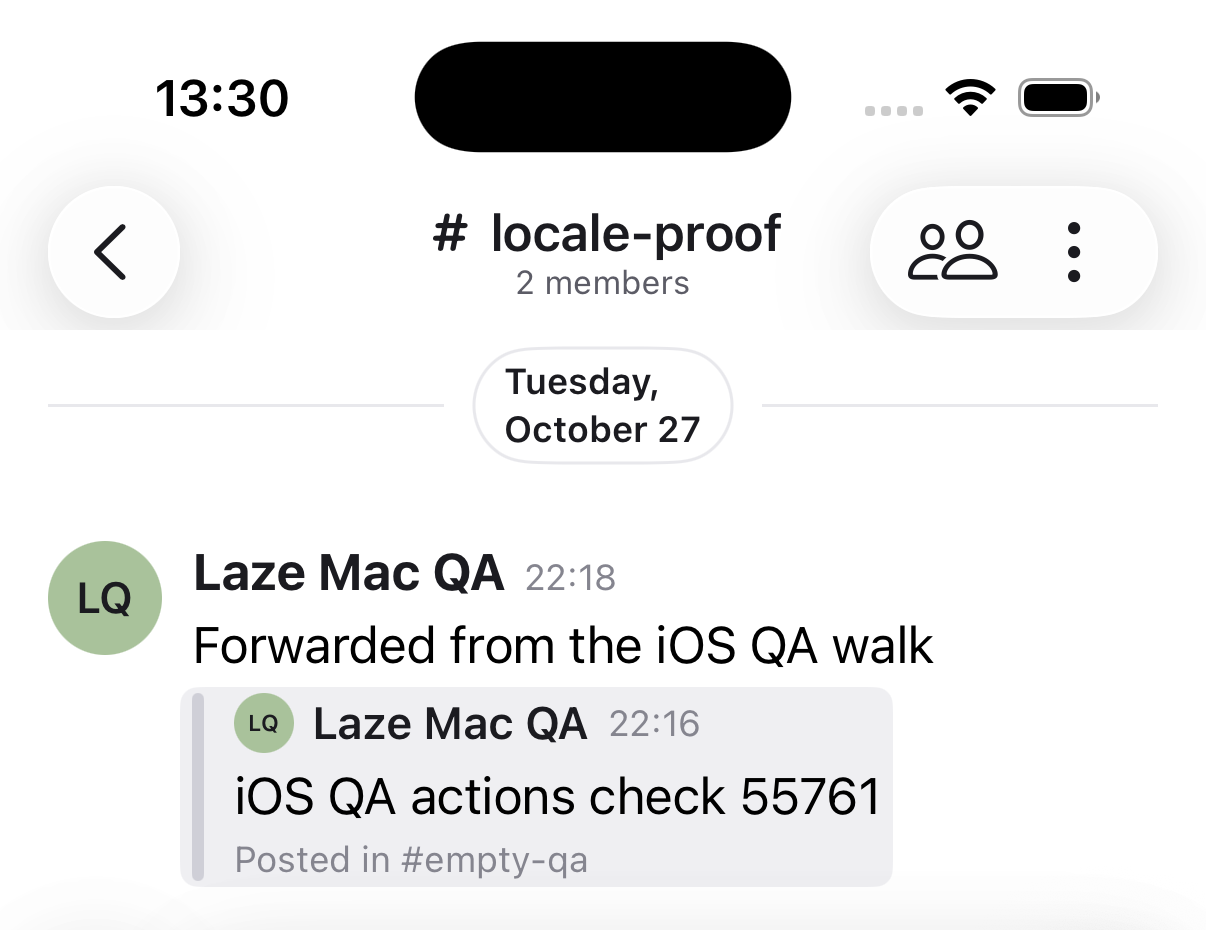 13:30
# locale-proof
2 members
Tuesday,
October 27
LQ
Laze Mac QA 22:18
Forwarded from the iOS QA walk
LQ Laze Mac QA 22:16
iOS QA actions check 55761
Posted in #empty-qa